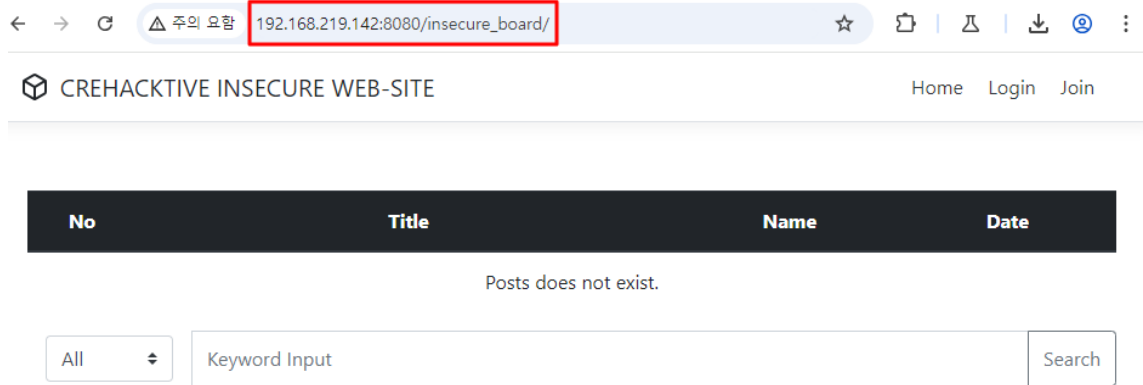 주의 요함 192.168.219.142:8080/insecure_board/
CREHACKTIVE INSECURE WEB-SITE Home Login Join
No Title Name Date
Posts does not exist.
All Keyword Input Search